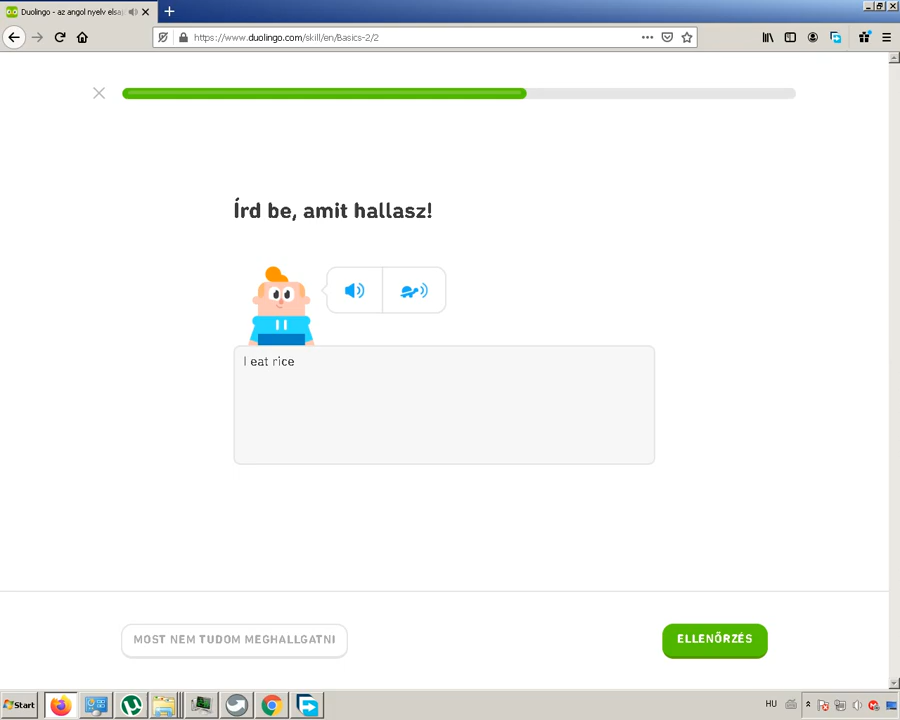 Duolingo - az angol nyelv elsaj
https://www.duolingo.com/skill/en/Basics-2/2
Írd be, amit hallasz!
I eat rice
MOST NEM TUDOM MEGHALLGATNI
ELLENŐRZÉS
Start
HU